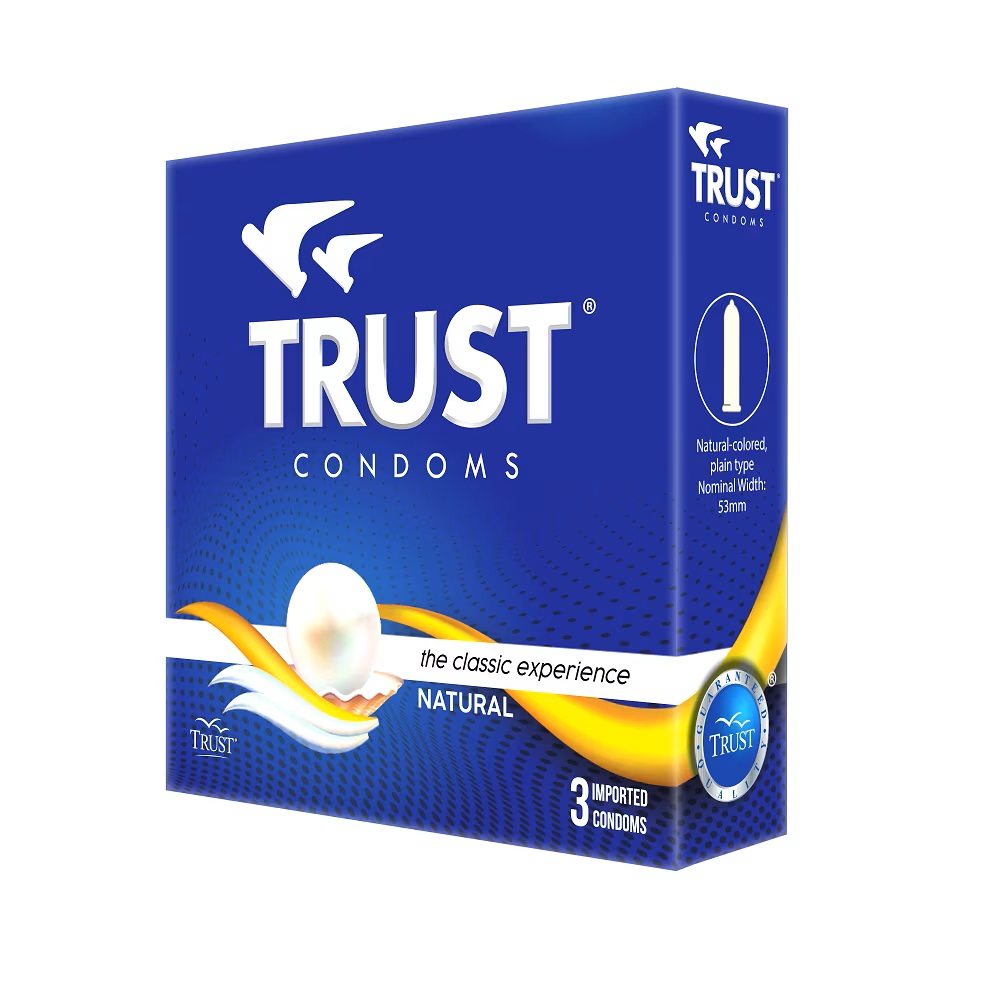 TRUST®
CONDOMS
the classic experience
NATURAL
TRUST®
3 IMPORTED
CONDOMS
TRUST®
CONDOMS
Natural-colored,
plain type
Nominal Width:
53mm
GUARANTEED
TRUST
QUALITY
®